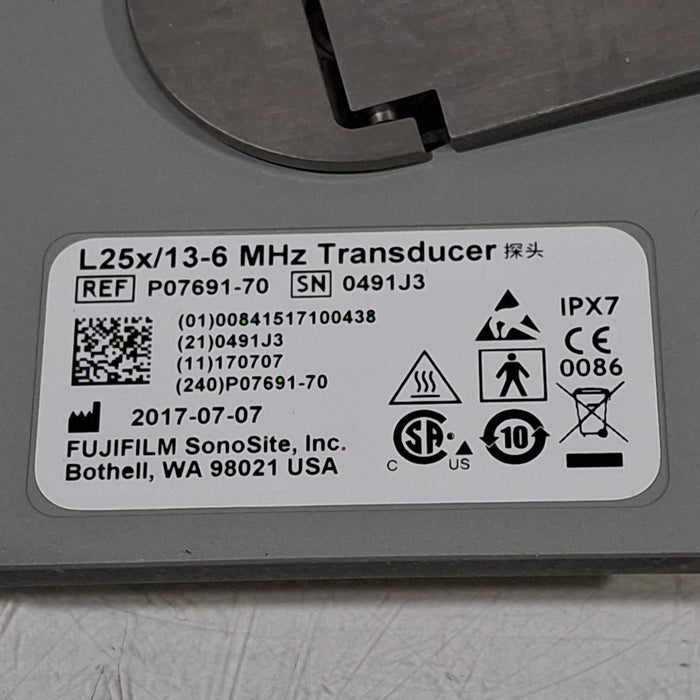 L25x/13-6 MHz Transducer 探头
REF P07691-70 SN 0491J3
(01)00841517100438
(21)0491J3
(11)170707
(240)P07691-70
2017-07-07
FUJIFILM SonoSite, Inc.
Bothell, WA 98021 USA
IPX7
CE
0086
C SA US
10